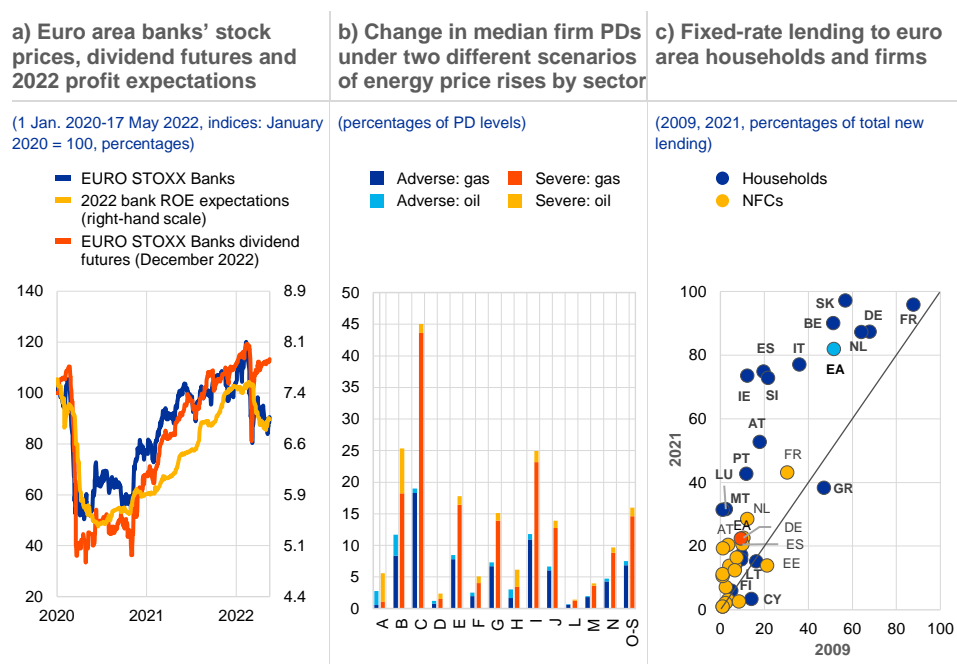 a) Euro area banks' stock
prices, dividend futures and
2022 profit expectations
(1 Jan. 2020-17 May 2022, indices: January
2020 = 100, percentages)
EURO STOXX Banks
2022 bank ROE expectations
(right-hand scale)
EURO STOXX Banks dividend
futures (December 2022)
140
120
100
80
60
40
20
8.9
8.1
7.4
6.6
5.9
5.1
4.4
2020 2021 2022
b) Change in median firm PDs
under two different scenarios
of energy price rises by sector
(percentages of PD levels)
Adverse: gas Severe: gas
Adverse: oil Severe: oil
50
45
40
35
30
25
20
15
10
5
0
A B C D E F G H I J L M N O-S
c) Fixed-rate lending to euro
area households and firms
(2009, 2021, percentages of total new
lending)
Households
NFCs
100
80
60
40
20
0
2021
SK
BE DE
FR
NL
EA
ES IT
IE SI
AT
PT FR
LU GR
MT NL
AT EA DE
ES
EE
LT
FI
CY
0 20 40 60 80 100
2009